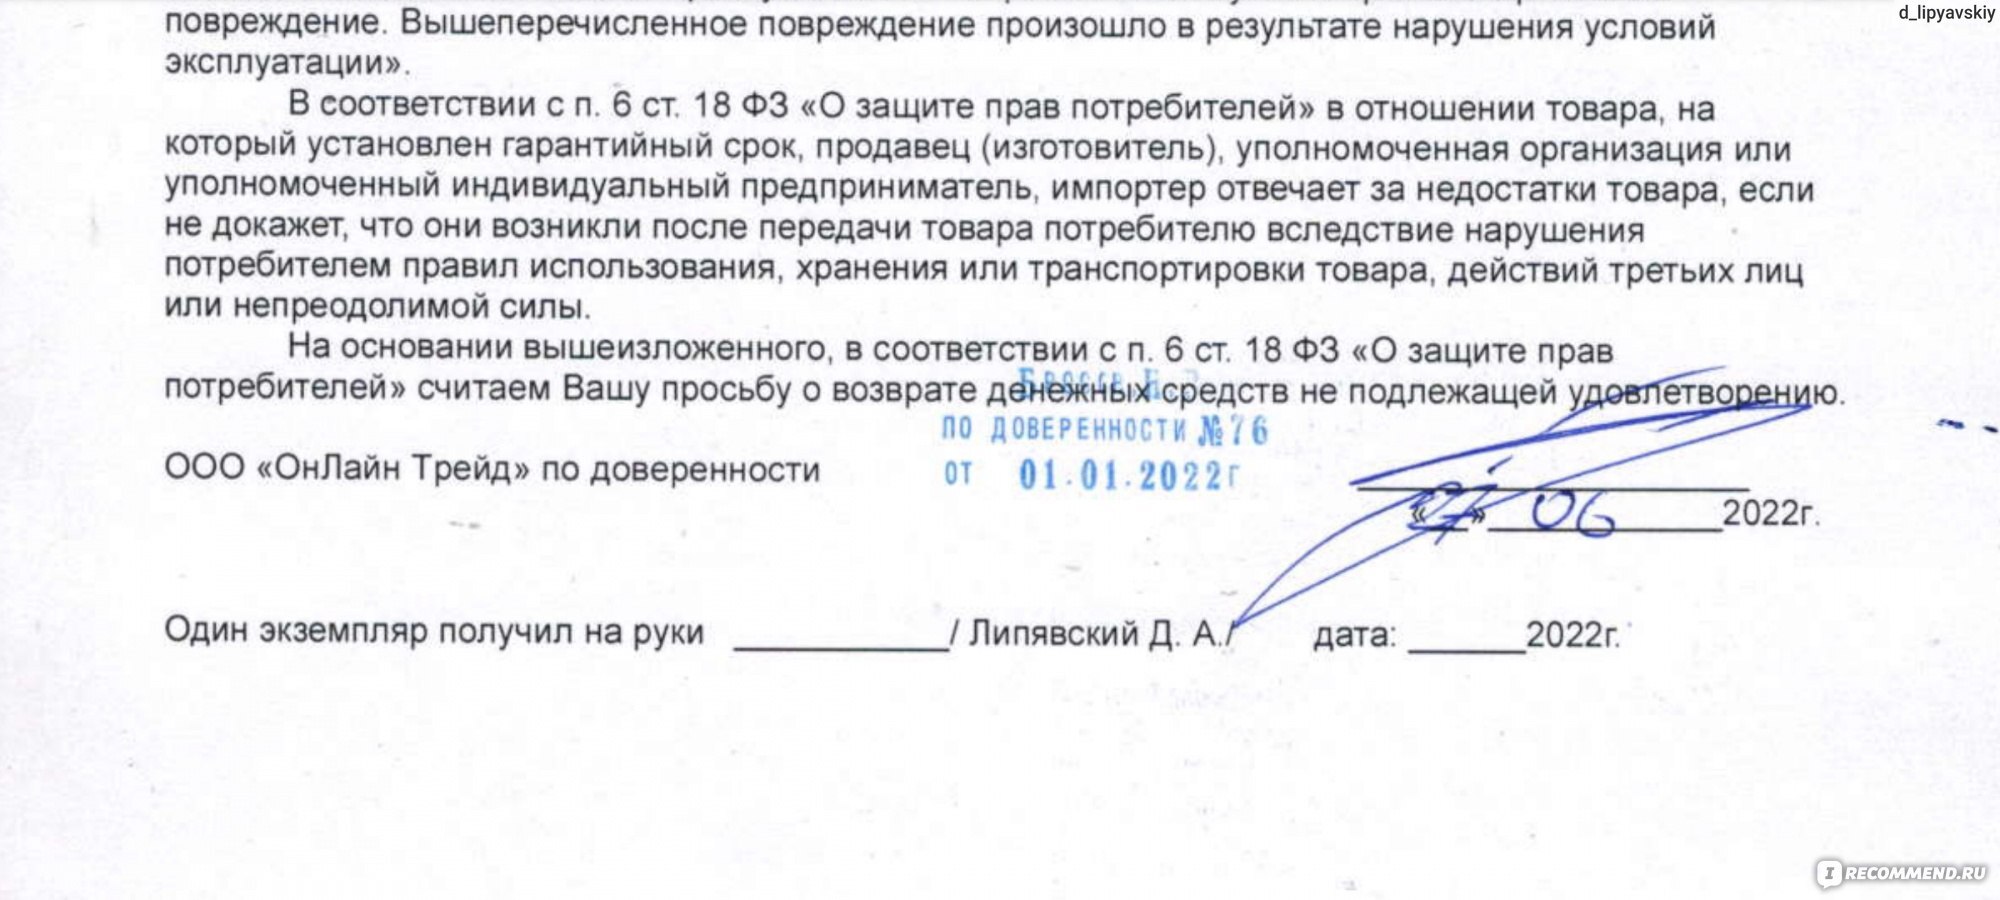 d_lipyavskiy
повреждение. Вышеперечисленное повреждение произошло в результате нарушения условий
эксплуатации».
В соответствии с п. 6 ст. 18 ФЗ «О защите прав потребителей» в отношении товара, на
который установлен гарантийный срок, продавец (изготовитель), уполномоченная организация или
уполномоченный индивидуальный предприниматель, импортер отвечает за недостатки товара, если
не докажет, что они возникли после передачи товара потребителю вследствие нарушения
потребителем правил использования, хранения или транспортировки товара, действий третьих лиц
или непреодолимой силы.
На основании вышеизложенного, в соответствии с п. 6 ст. 18 ФЗ «О защите прав
потребителей» считаем Вашу просьбу о возврате денежных средств не подлежащей удовлетворению.
ПО ДОВЕРЕННОСТИ №76
ООО «ОнЛайн Трейд» по доверенности
ОТ 01.01.2022г
« » 06 2022г.
Один экземпляр получил на руки ____________/ Липявский Д. А./ дата: _______2022г.
I RECOMMEND.RU